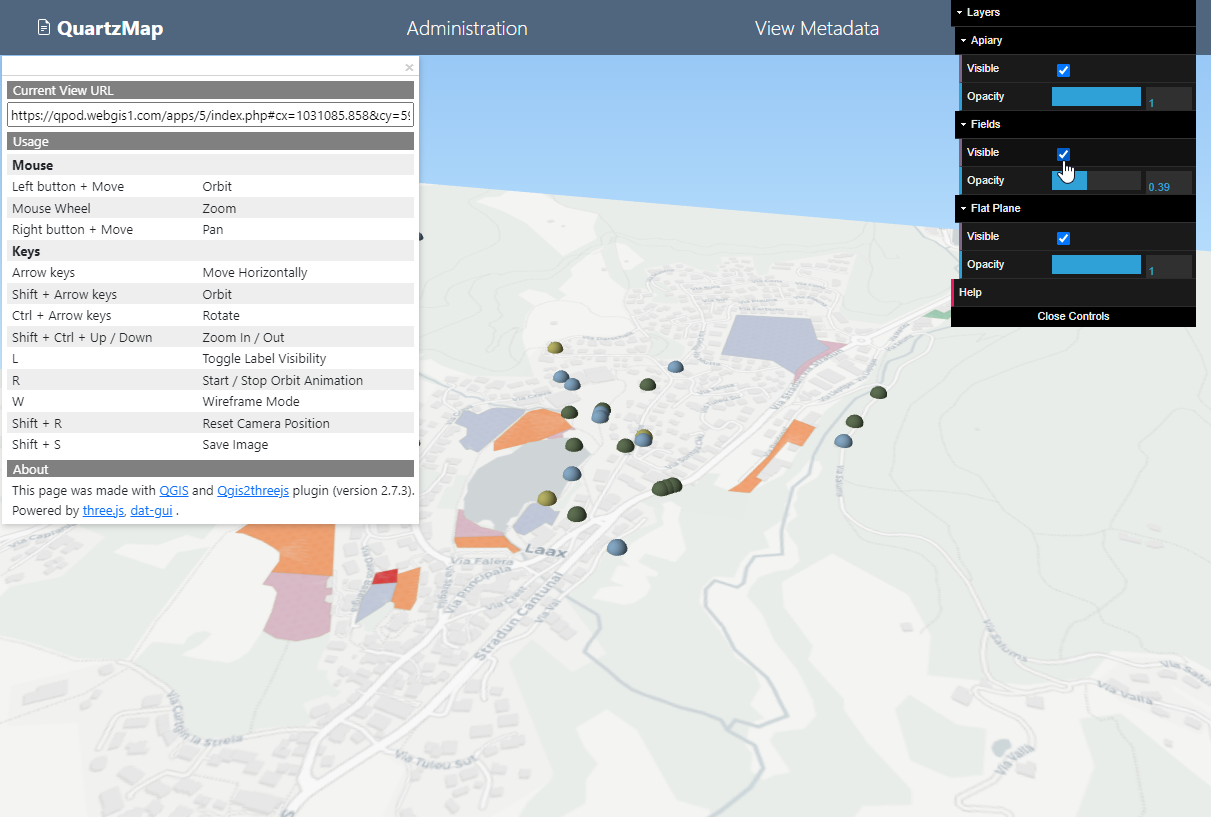 QuartzMap
Administration
View Metadata
Layers
Apiary
Visible
Opacity
1
Fields
Visible
Opacity
0.39
Flat Plane
Visible
Opacity
1
Help
Close Controls
×
Current View URL
https://qpod.webgis1.com/apps/5/index.php#cx=1031085.858&cy=59
Usage
Mouse
Left button + Move Orbit
Mouse Wheel Zoom
Right button + Move Pan
Keys
Arrow keys Move Horizontally
Shift + Arrow keys Orbit
Ctrl + Arrow keys Rotate
Shift + Ctrl + Up / Down Zoom In / Out
L Toggle Label Visibility
R Start / Stop Orbit Animation
W Wireframe Mode
Shift + R Reset Camera Position
Shift + S Save Image
About
This page was made with QGIS and Qgis2threejs plugin (version 2.7.3).
Powered by three.js, dat-gui .
Laax
Via Falera
Via Principala
Stradun Cantunal
Via Val
Via Cultgin la Streia
Via Tuleu Sut
Via Valla
Via Valla